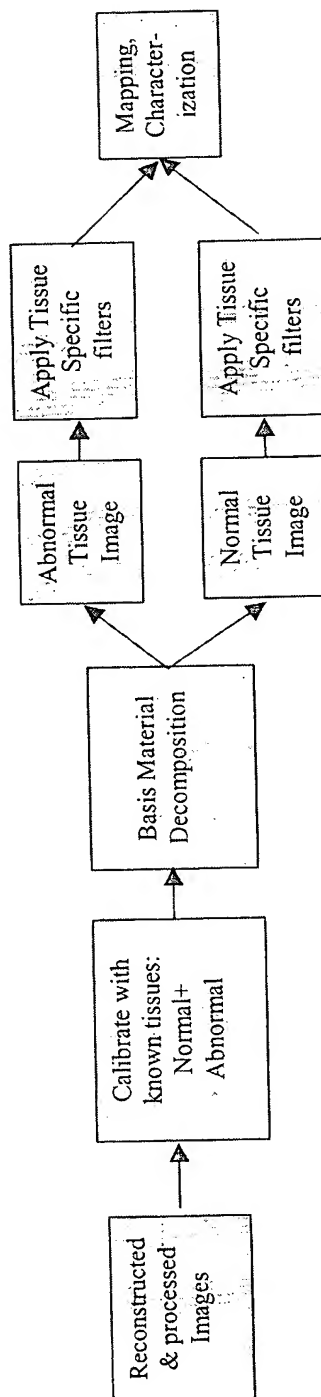 Reconstructed
& processed
Images
Calibrate with
known tissues:
Normal+
Abnormal
Basis Material
Decomposition
Abnormal
Tissue
Image
Normal
Tissue
Image
Apply Tissue
Specific
filters
Apply Tissue
Specific
filters
Mapping,
Character-
ization